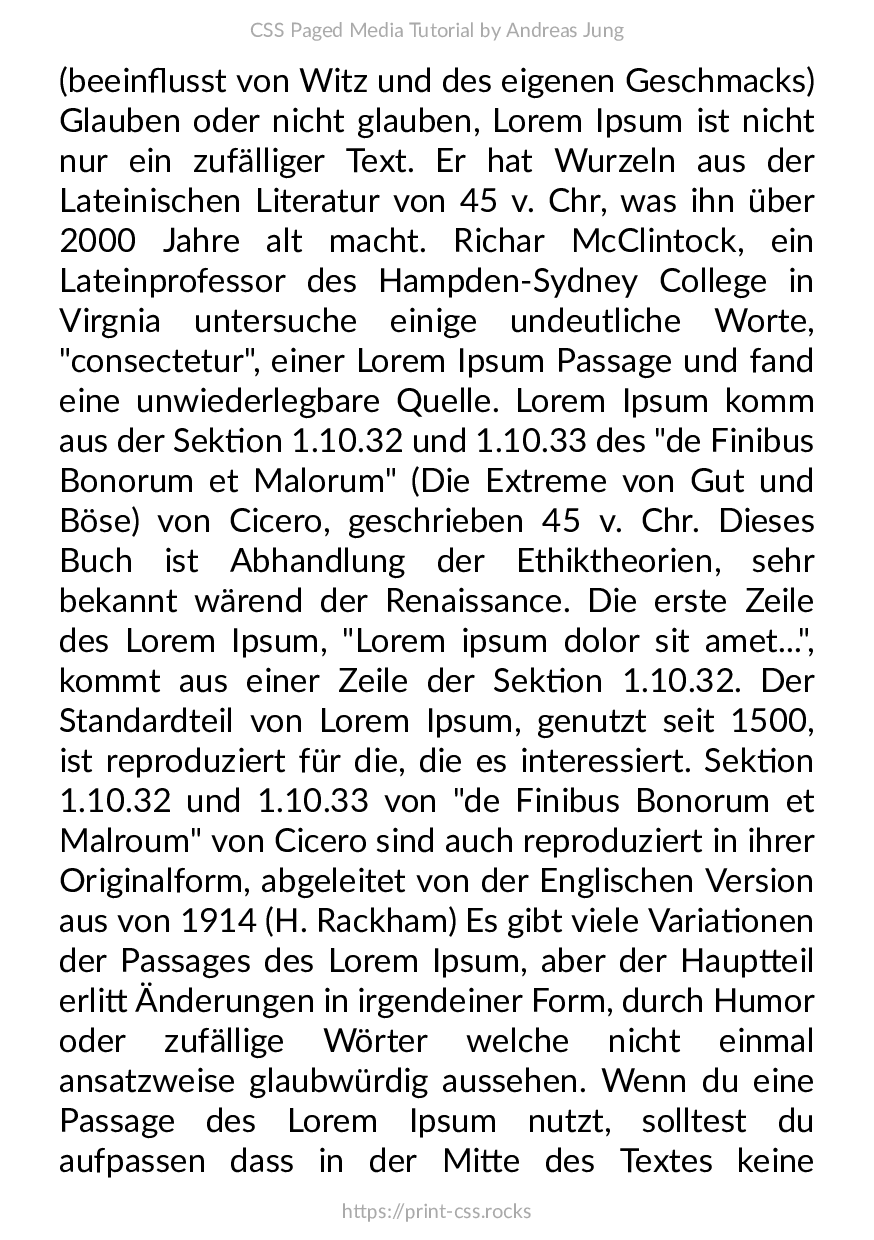 CSS Paged Media Tutorial by Andreas Jung
(beeinflusst von Witz und des eigenen Geschmacks)
Glauben oder nicht glauben, Lorem Ipsum ist nicht
nur ein zufälliger Text. Er hat Wurzeln aus der
Lateinischen Literatur von 45 v. Chr, was ihn über
2000 Jahre alt macht. Richar McClintock, ein
Lateinprofessor des Hampden-Sydney College in
Virgnia untersuche einige undeutliche Worte,
"consectetur", einer Lorem Ipsum Passage und fand
eine unwiederlegbare Quelle. Lorem Ipsum komm
aus der Sektion 1.10.32 und 1.10.33 des "de Finibus
Bonorum et Malorum" (Die Extreme von Gut und
Böse) von Cicero, geschrieben 45 v. Chr. Dieses
Buch ist Abhandlung der Ethiktheorien, sehr
bekannt wärend der Renaissance. Die erste Zeile
des Lorem Ipsum, "Lorem ipsum dolor sit amet...",
kommt aus einer Zeile der Sektion 1.10.32. Der
Standardteil von Lorem Ipsum, genutzt seit 1500,
ist reproduziert für die, die es interessiert. Sektion
1.10.32 und 1.10.33 von "de Finibus Bonorum et
Malroum" von Cicero sind auch reproduziert in ihrer
Originalform, abgeleitet von der Englischen Version
aus von 1914 (H. Rackham) Es gibt viele Variationen
der Passages des Lorem Ipsum, aber der Hauptteil
erlitt Änderungen in irgendeiner Form, durch Humor
oder zufällige Wörter welche nicht einmal
ansatzweise glaubwürdig aussehen. Wenn du eine
Passage des Lorem Ipsum nutzt, solltest du
aufpassen dass in der Mitte des Textes keine
https://print-css.rocks